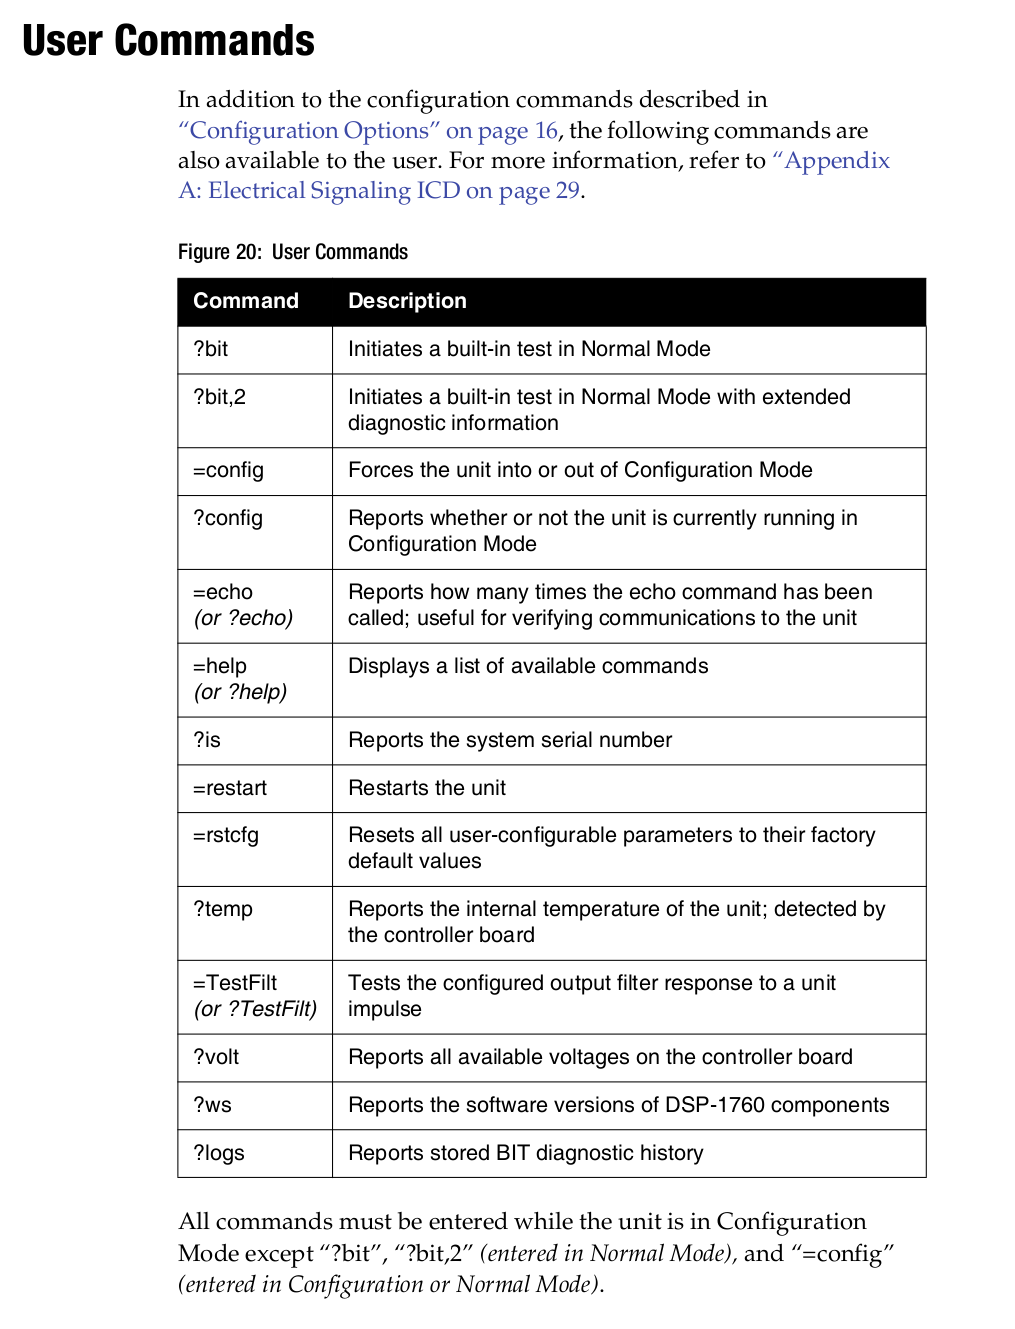 User Commands
In addition to the configuration commands described in
“Configuration Options” on page 16, the following commands are
also available to the user. For more information, refer to “Appendix
A: Electrical Signaling ICD on page 29.
Figure 20: User Commands
Command Description
?bit Initiates a built-in test in Normal Mode
?bit,2 Initiates a built-in test in Normal Mode with extended
diagnostic information
=config Forces the unit into or out of Configuration Mode
?config Reports whether or not the unit is currently running in
Configuration Mode
=echo Reports how many times the echo command has been
(or ?echo) called; useful for verifying communications to the unit
=help Displays a list of available commands
(or ?help)
?is Reports the system serial number
=restart Restarts the unit
=rstcfg Resets all user-configurable parameters to their factory
default values
?temp Reports the internal temperature of the unit; detected by
the controller board
=TestFilt Tests the configured output filter response to a unit
(or ?TestFilt) impulse
?volt Reports all available voltages on the controller board
?ws Reports the software versions of DSP-1760 components
?logs Reports stored BIT diagnostic history
All commands must be entered while the unit is in Configuration
Mode except “?bit”, “?bit,2” (entered in Normal Mode), and “=config”
(entered in Configuration or Normal Mode).